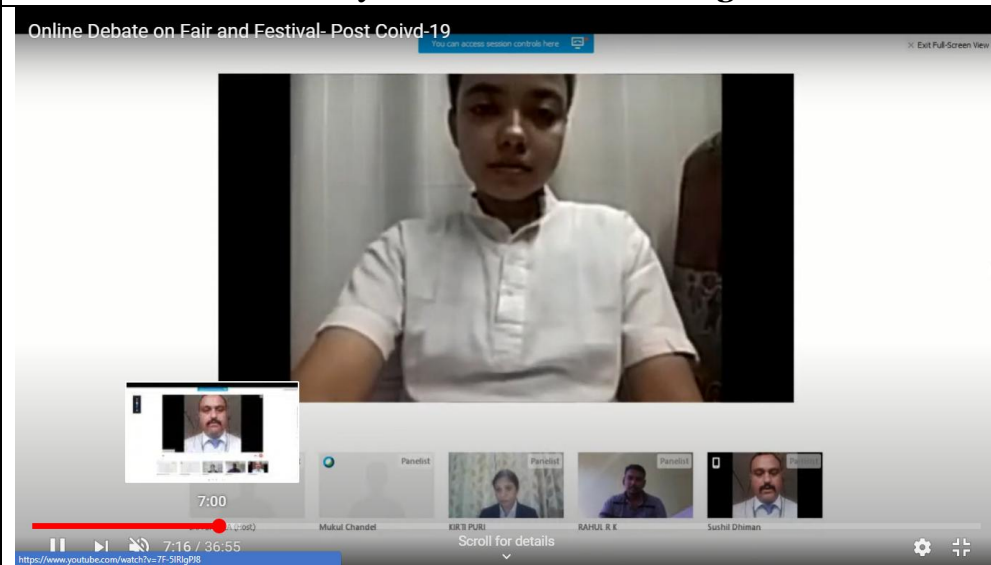 Online Debate on Fair and Festival- Post Coivd-19
You can access session controls here
× Exit Full-Screen View
Panelist
Panelist
Panelist
Panelist
7:00
(Host)
Mukul Chandel
KIRTI PURI
RAHUL R K
Sushil Dhiman
7:16 / 36:55
Scroll for details
https://www.youtube.com/watch?v=7F-5IRlgPJ8